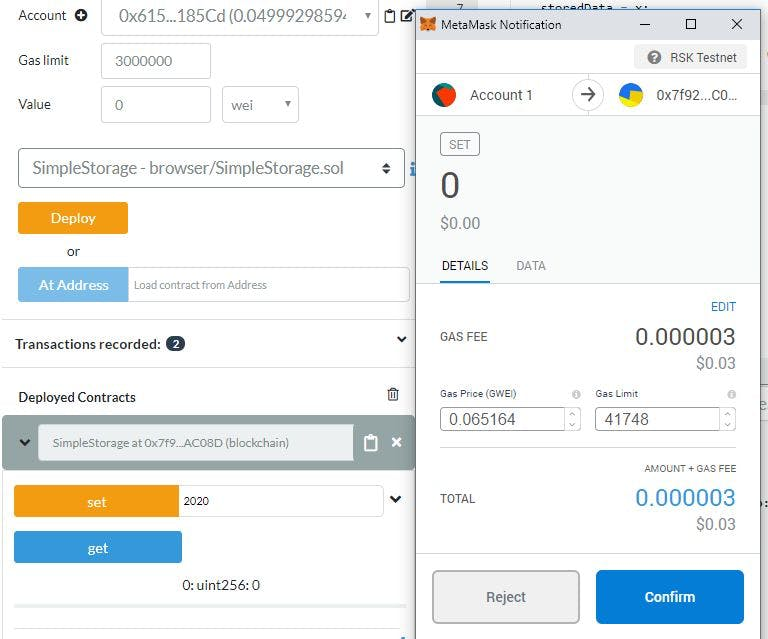 Account
0x615...185Cd (0.0499929859
Gas limit
3000000
Value
0
wei
SimpleStorage - browser/SimpleStorage.sol
i
Deploy
or
At Address
Load contract from Address
Transactions recorded: 2
Deployed Contracts
SimpleStorage at 0x7f9...AC08D (blockchain)
set
2020
get
0: uint256: 0
7
storedData = x;
MetaMask Notification
? RSK Testnet
Account 1
0x7f92...C0...
SET
0
$0.00
DETAILS
DATA
EDIT
GAS FEE
0.000003
$0.03
Gas Price (GWEI)
Gas Limit
0.065164
41748
AMOUNT + GAS FEE
TOTAL
0.000003
$0.03
Reject
Confirm